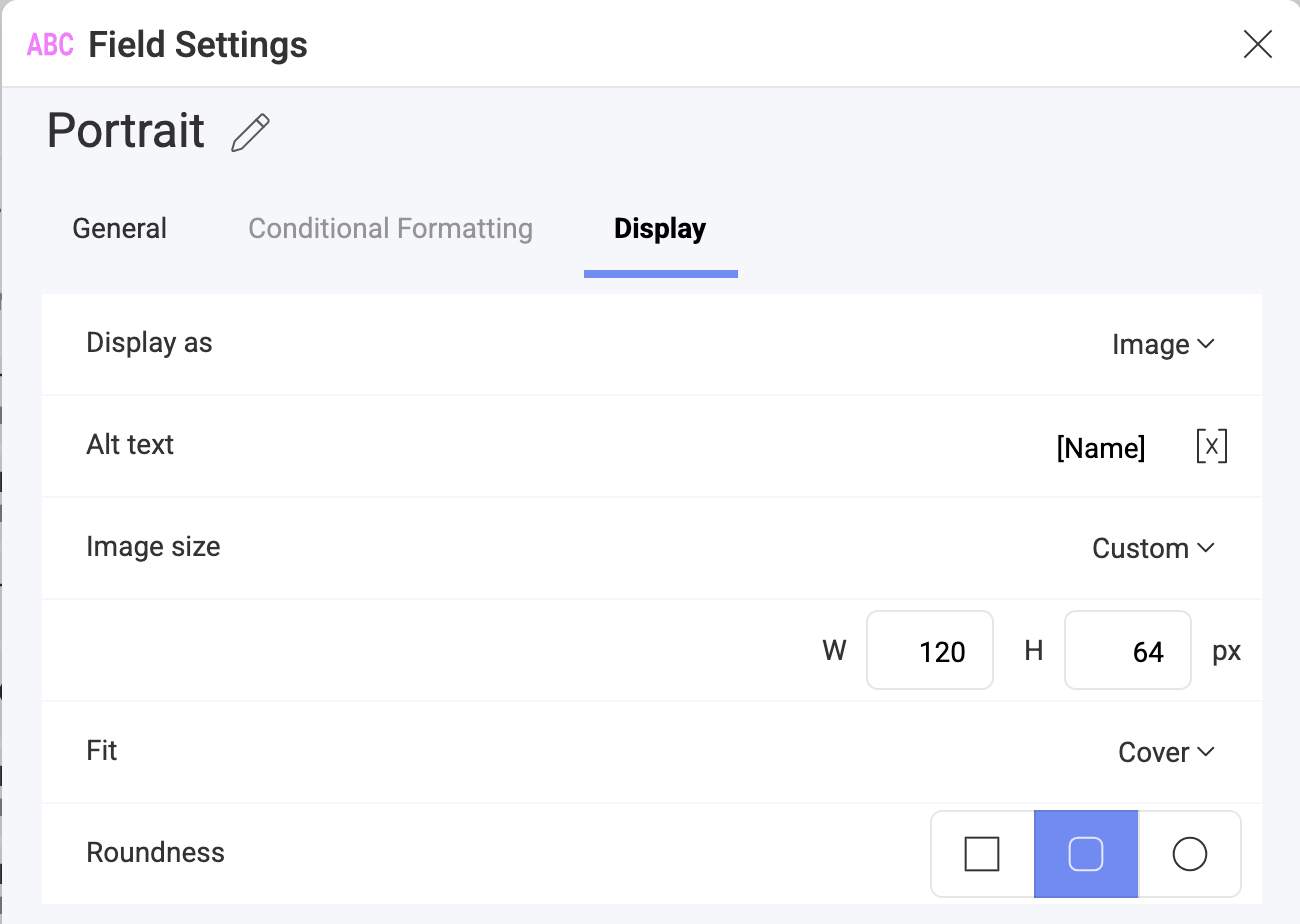 ABC Field Settings
Portrait
General Conditional Formatting Display
Display as Image
Alt text [Name] [X]
Image size Custom
W 120 H 64 px
Fit Cover
Roundness